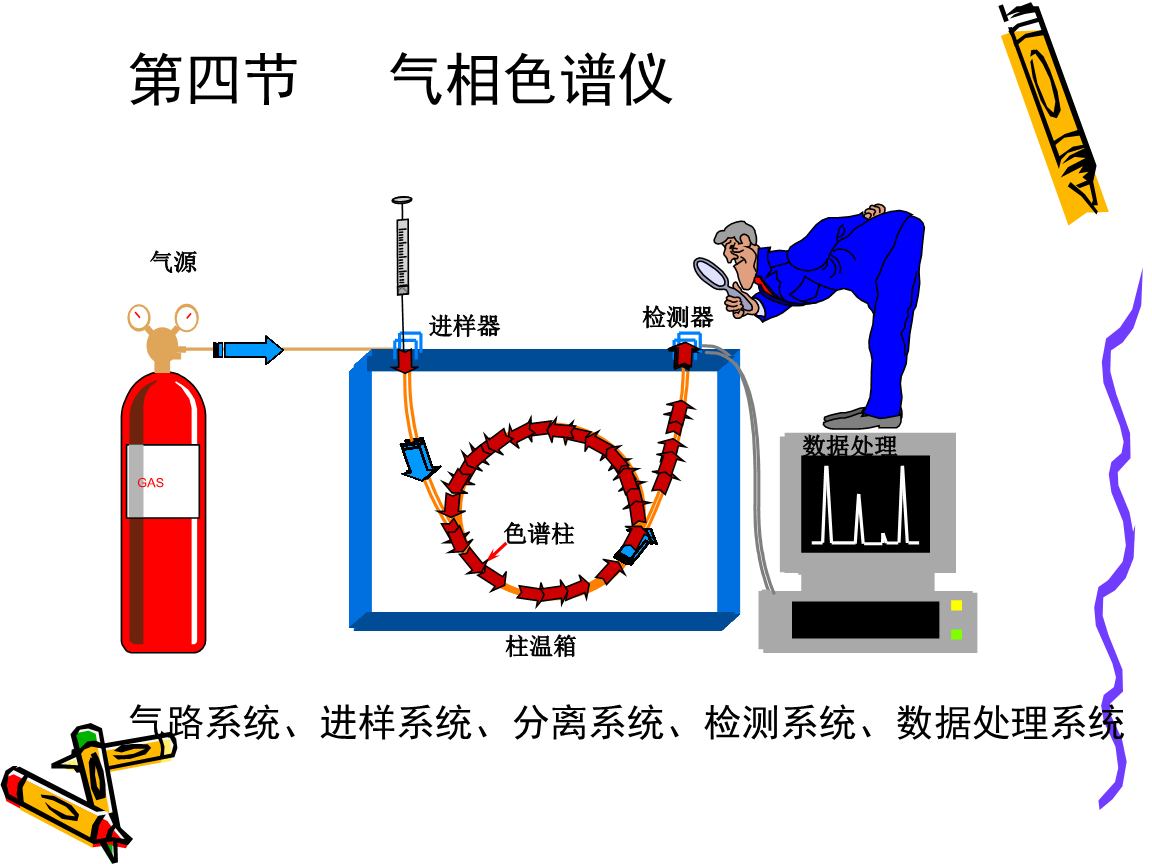 第四节 气相色谱仪
气源
进样器
检测器
GAS
数据处理
色谱柱
柱温箱
气路系统、进样系统、分离系统、检测系统、数据处理系统